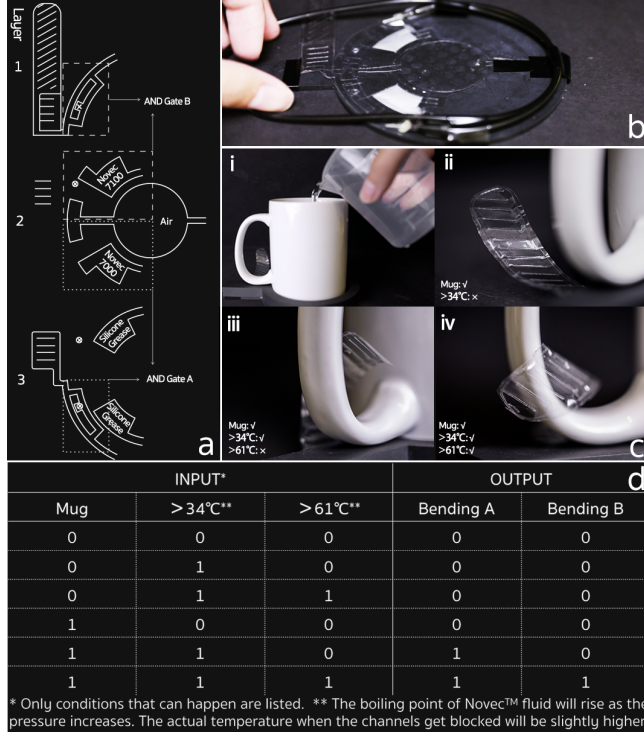 Layer
1
AND Gate B
Novec
7100
2
Air
Novec
7000
Silicone
Grease
3
AND Gate A
Silicone
Grease
a
b
i
ii
Mug: √
>34℃: ×
iii
Mug: √
>34℃: √
>61℃: ×
iv
Mug: √
>34℃: √
>61℃: √
c
d
INPUT* OUTPUT
Mug >34℃** >61℃** Bending A Bending B
0 0 0 0 0
0 1 0 0 0
0 1 1 0 0
1 0 0 0 0
1 1 0 1 0
1 1 1 1 1
* Only conditions that can happen are listed. ** The boiling point of Novec™ fluid will rise as the
pressure increases. The actual temperature when the channels get blocked will be slightly higher